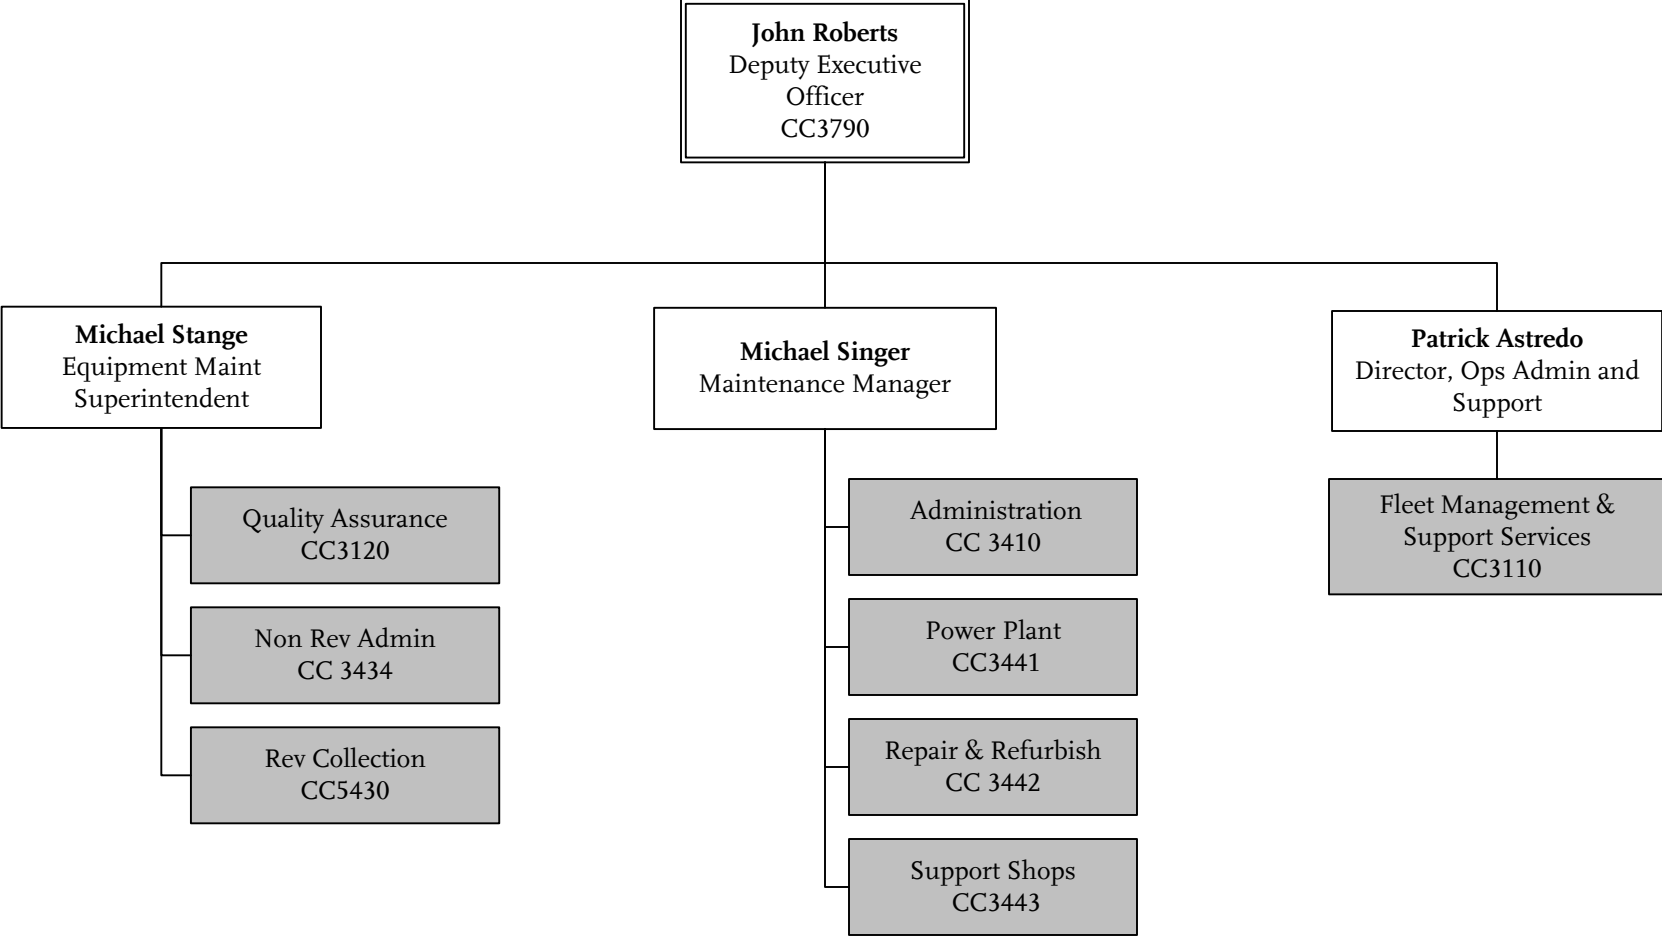 John Roberts
Deputy Executive
Officer
CC3790
Michael Stange
Equipment Maint
Superintendent
Michael Singer
Maintenance Manager
Patrick Astredo
Director, Ops Admin and
Support
Quality Assurance
CC3120
Non Rev Admin
CC 3434
Rev Collection
CC5430
Administration
CC 3410
Power Plant
CC3441
Repair & Refurbish
CC 3442
Support Shops
CC3443
Fleet Management &
Support Services
CC3110